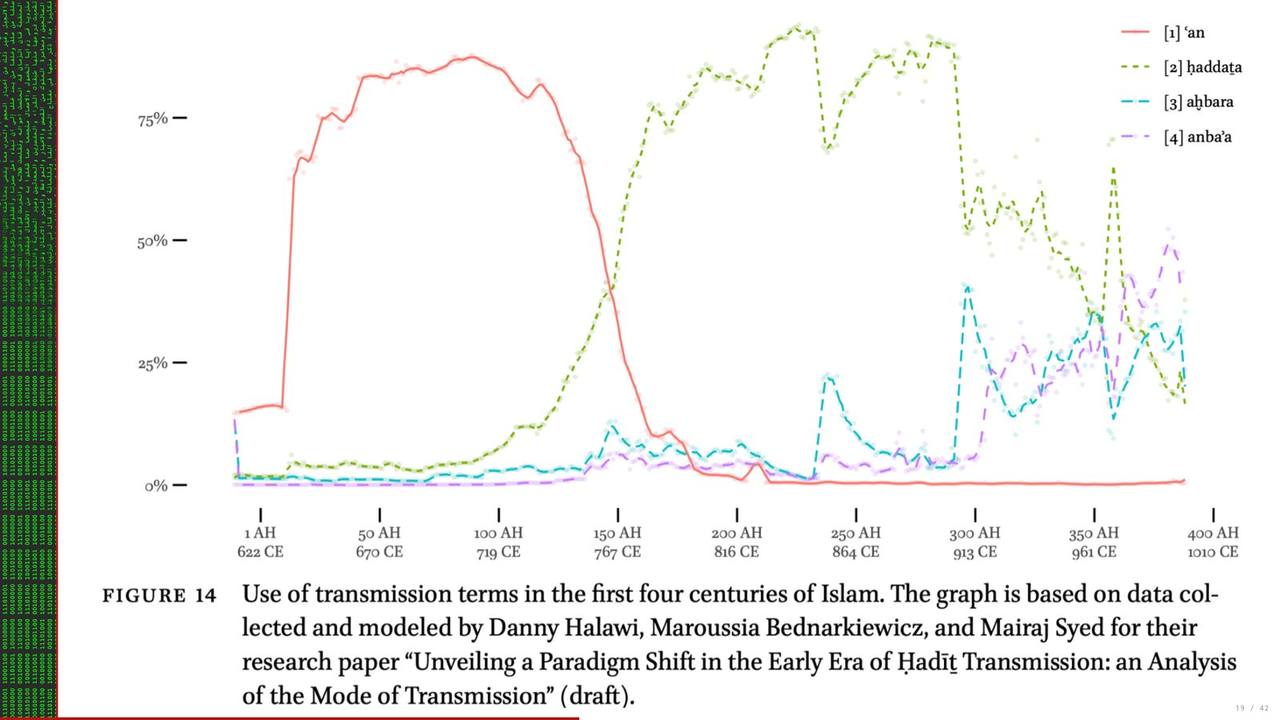 [1] ʿan
[2] ḥaddaṯa
[3] aḫbara
[4] anbaʾa
75%
50%
25%
0%
1 AH 50 AH 100 AH 150 AH 200 AH 250 AH 300 AH 350 AH 400 AH
622 CE 670 CE 719 CE 767 CE 816 CE 864 CE 913 CE 961 CE 1010 CE
FIGURE 14 Use of transmission terms in the first four centuries of Islam. The graph is based on data col-
lected and modeled by Danny Halawi, Maroussia Bednarkiewicz, and Mairaj Syed for their
research paper “Unveiling a Paradigm Shift in the Early Era of Ḥadīṯ Transmission: an Analysis
of the Mode of Transmission” (draft).
19 / 42